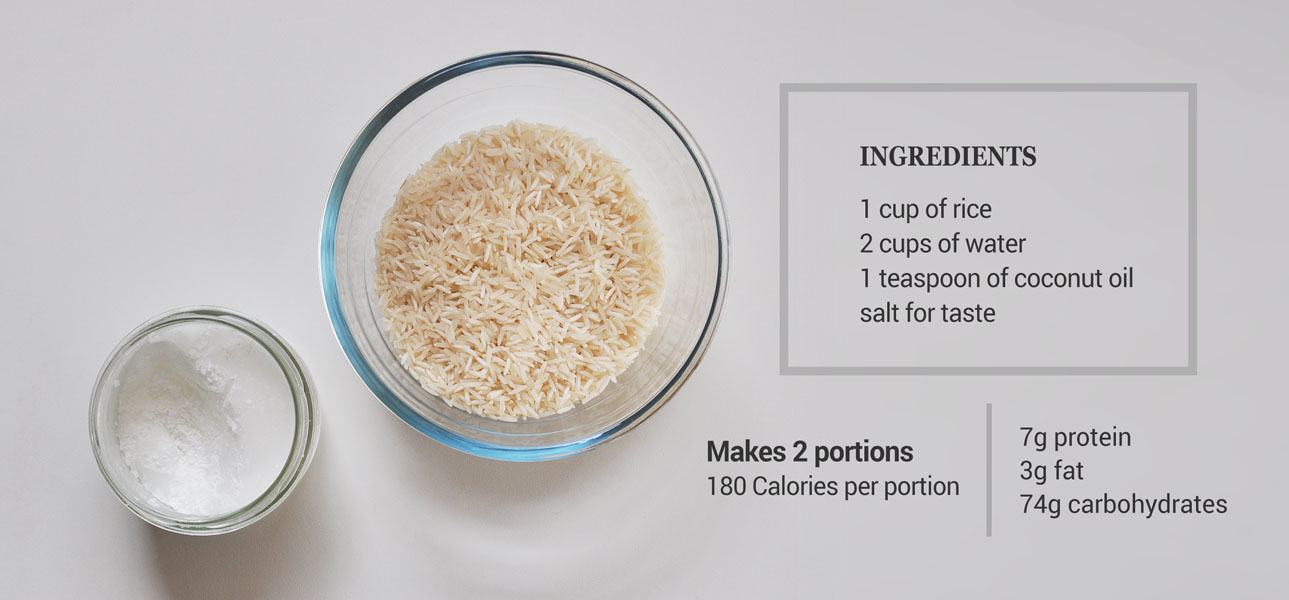 INGREDIENTS
1 cup of rice
2 cups of water
1 teaspoon of coconut oil
salt for taste
Makes 2 portions
180 Calories per portion
7g protein
3g fat
74g carbohydrates